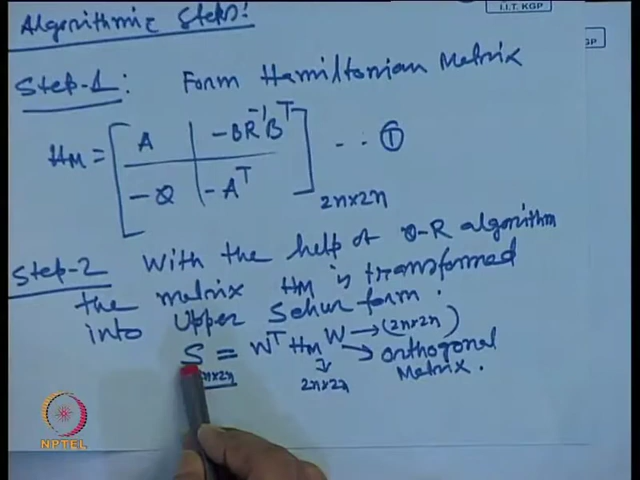 Algorithmic Steps:
I.I.T. KGP
GP
Step-1: Form Hamiltonian Matrix
HM = [ A | -BR⁻¹Bᵀ
-Q | -Aᵀ ] 2n×2n -- ①
Step-2 With the help of Q-R algorithm
the matrix HM is transformed
into Upper Schur form.
S = Wᵀ HM W → (2n×2n)
→ orthogonal
n×2n 2n×2n Matrix.
NPTEL